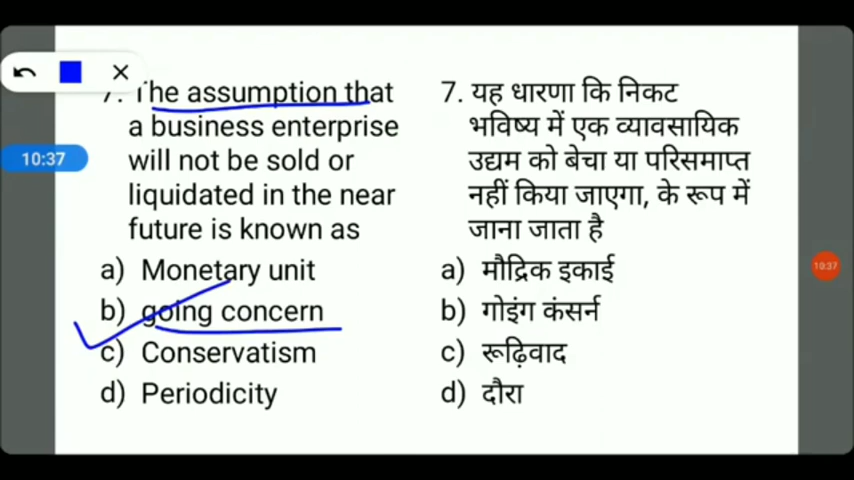 7. The assumption that
a business enterprise
will not be sold or
liquidated in the near
future is known as
a) Monetary unit
b) going concern
c) Conservatism
d) Periodicity
7. यह धारणा कि निकट
भविष्य में एक व्यावसायिक
उद्यम को बेचा या परिसमाप्त
नहीं किया जाएगा, के रूप में
जाना जाता है
a) मौद्रिक इकाई
b) गोइंग कंसर्न
c) रूढ़िवाद
d) दौरा
10:37
10:37